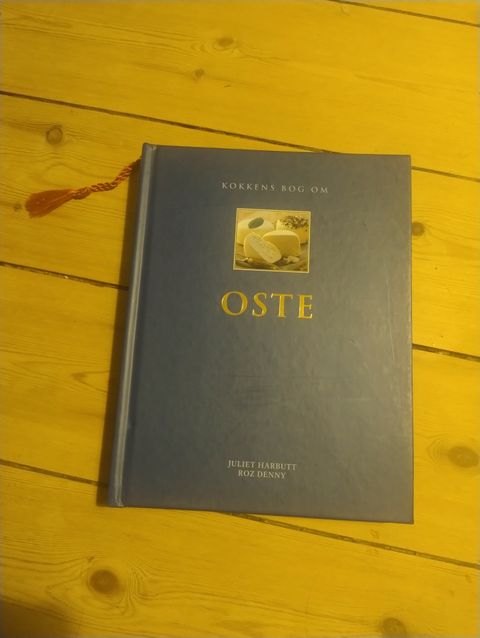 KOKKENS BOG OM
OSTE
JULIET HARBUTT
ROZ DENNY